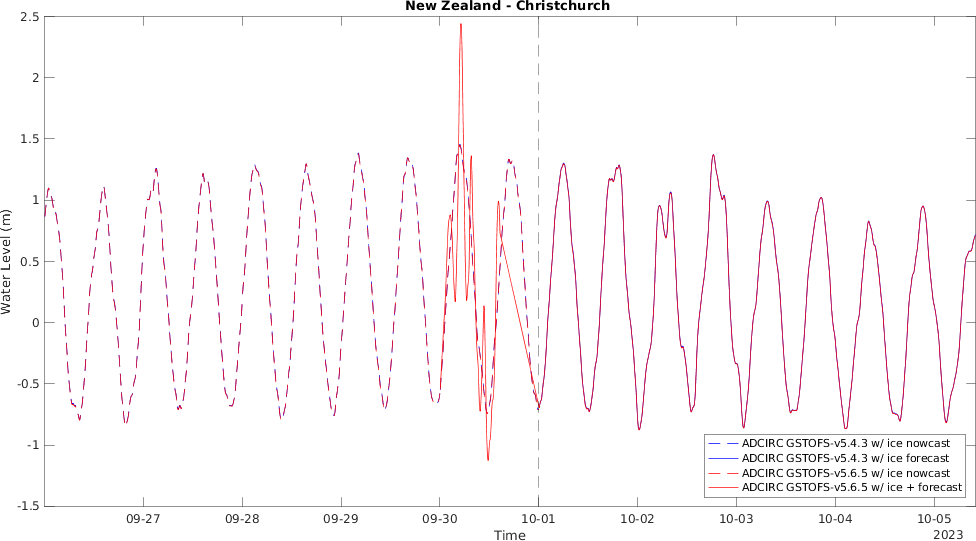 New Zealand - Christchurch
2.5
2
1.5
1
0.5
0
-0.5
-1
-1.5
Water Level (m)
ADCIRC GSTOFS-v5.4.3 w/ ice nowcast
ADCIRC GSTOFS-v5.4.3 w/ ice forecast
ADCIRC GSTOFS-v5.6.5 w/ ice nowcast
ADCIRC GSTOFS-v5.6.5 w/ ice + forecast
09-27 09-28 09-29 09-30 10-01 10-02 10-03 10-04 10-05
Time
2023